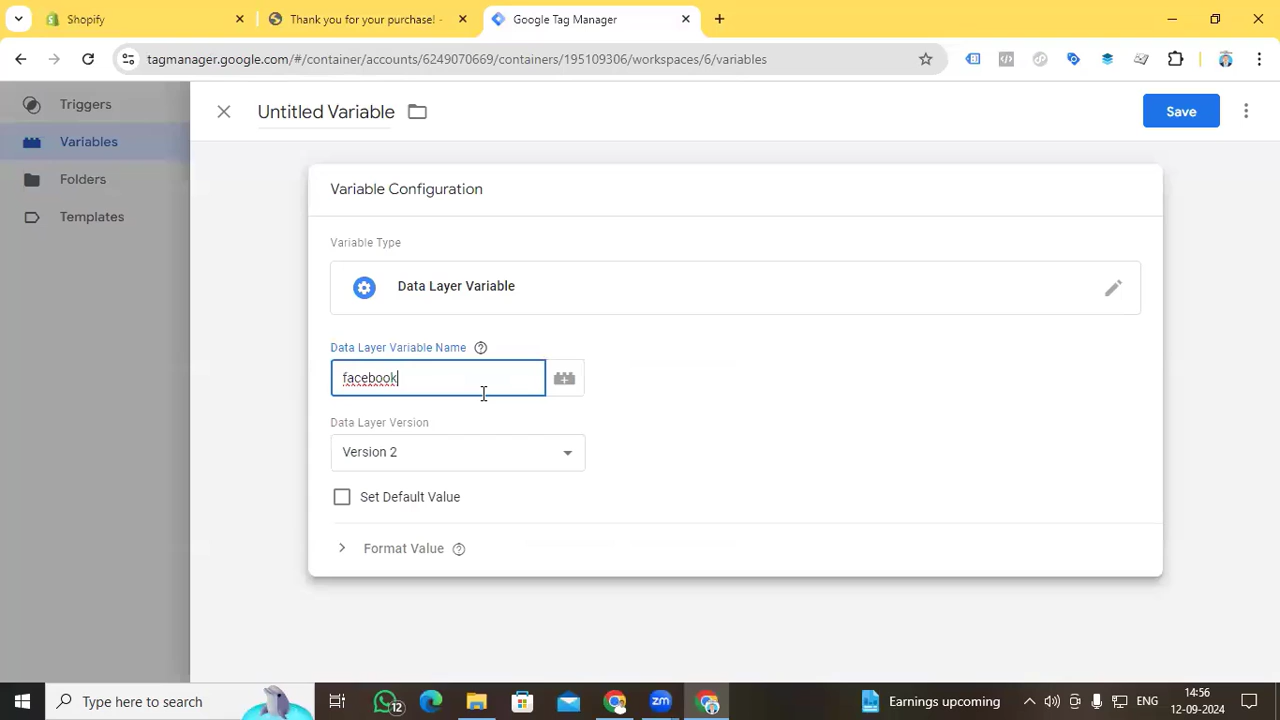 Shopify
Thank you for your purchase! -
Google Tag Manager
tagmanager.google.com/#/container/accounts/6249070669/containers/195109306/workspaces/6/variables
Triggers
Variables
Folders
Templates
Untitled Variable
Save
Variable Configuration
Variable Type
Data Layer Variable
Data Layer Variable Name
facebook
Data Layer Version
Version 2
Set Default Value
Format Value
Type here to search
12
zm
Earnings upcoming
ENG
14:56
12-09-2024